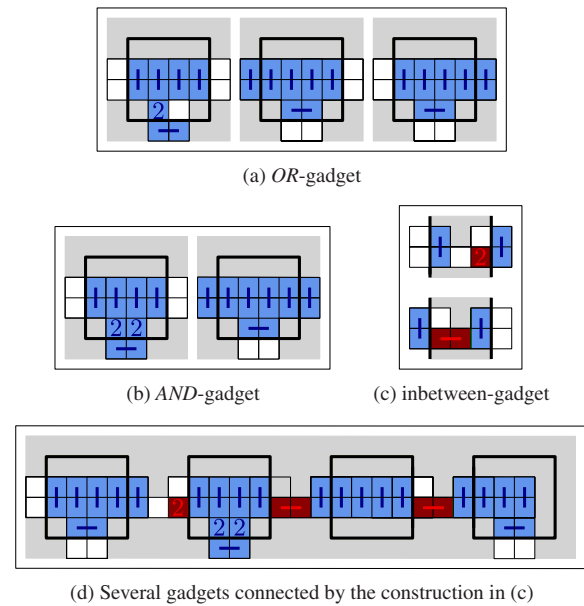 2
(a) OR-gadget
2 2
2
(b) AND-gadget
(c) inbetween-gadget
2
2 2
(d) Several gadgets connected by the construction in (c)